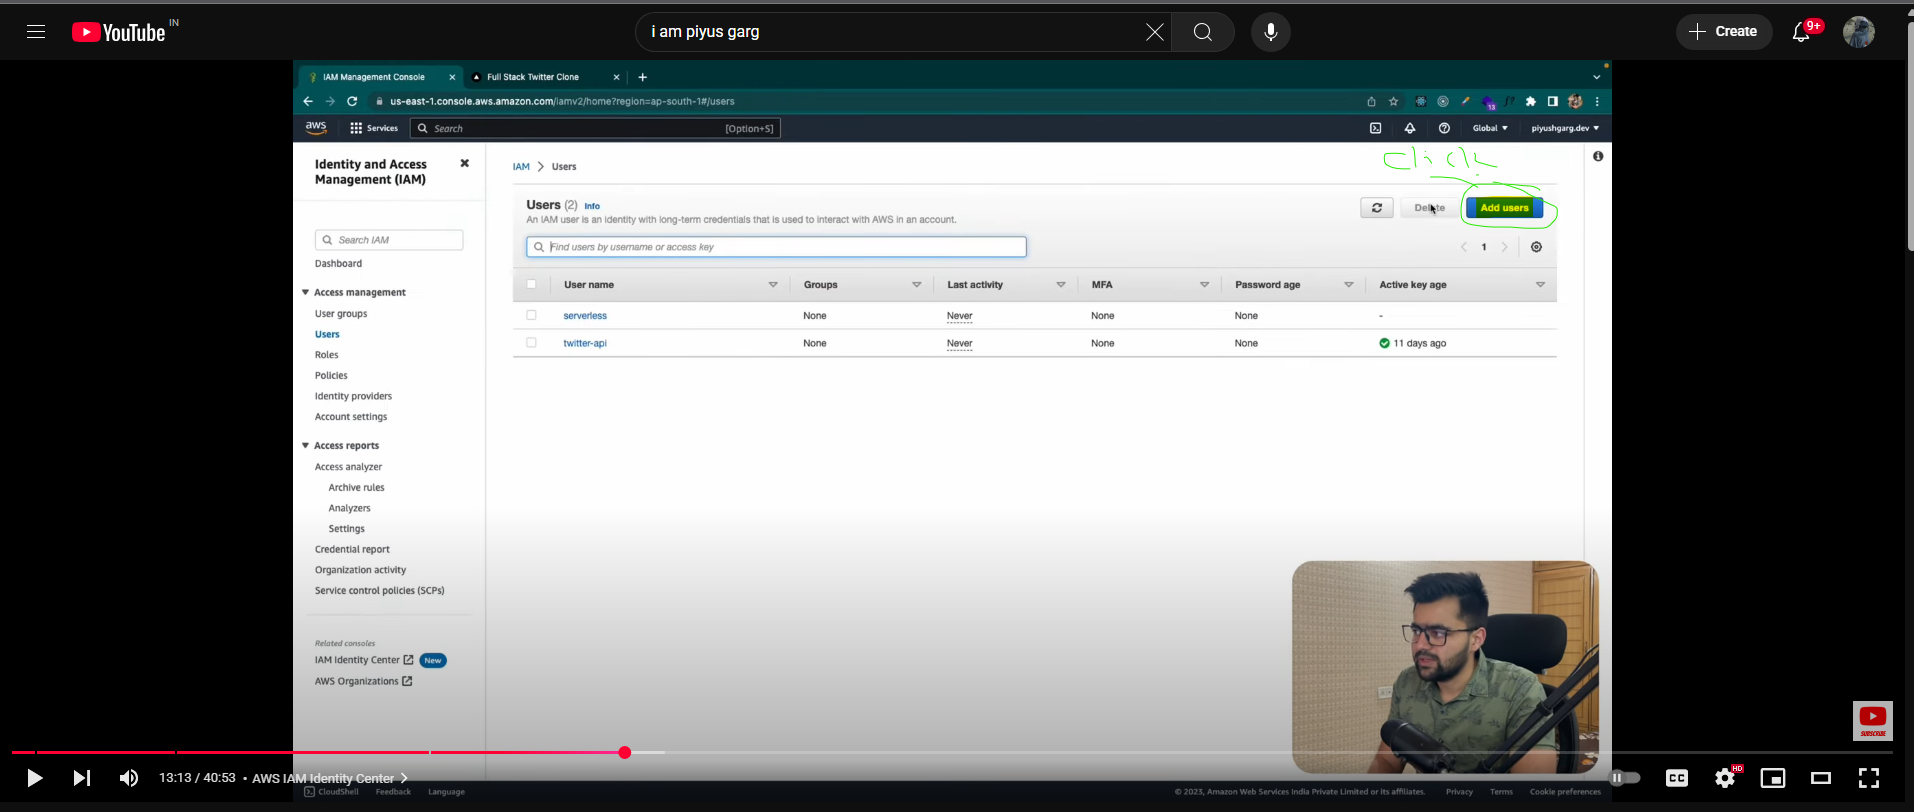 YouTube IN
i am piyus garg
Create
9+
IAM Management Console
Full Stack Twitter Clone
us-east-1.console.aws.amazon.com/iamv2/home?region=ap-south-1#/users
13
aws
Services
Search
[Option+S]
Global
piyushgarg.dev
Identity and Access
Management (IAM)
Search IAM
Dashboard
Access management
User groups
Users
Roles
Policies
Identity providers
Account settings
Access reports
Access analyzer
Archive rules
Analyzers
Settings
Credential report
Organization activity
Service control policies (SCPs)
Related consoles
IAM Identity Center New
AWS Organizations
IAM > Users
Click
Users (2) Info
An IAM user is an identity with long-term credentials that is used to interact with AWS in an account.
Delete
Add users
Find users by username or access key
1
User name Groups Last activity MFA Password age Active key age
serverless None Never None None -
twitter-api None Never None None 11 days ago
SUBSCRIBE
13:13 / 40:53 • AWS IAM Identity Center
CC
HD
CloudShell Feedback Language
© 2023, Amazon Web Services India Private Limited or its affiliates. Privacy Terms Cookie preferences